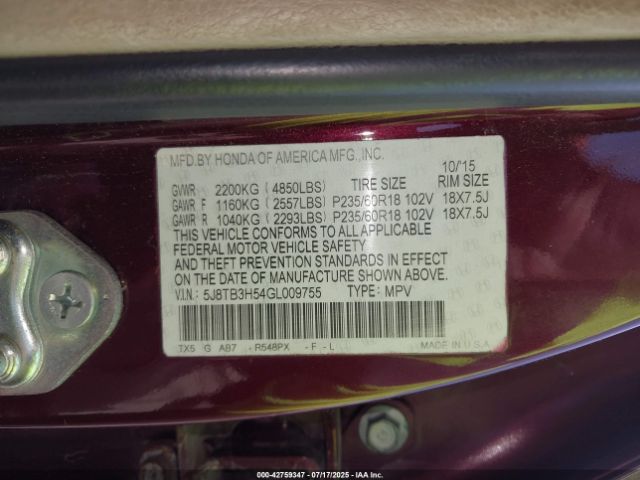 MFD.BY HONDA OF AMERICA MFG.,INC. 10/'15
GVWR 2200KG (4850LBS) TIRE SIZE RIM SIZE
GAWR F 1160KG (2557LBS) P235/60R18 102V 18X7.5J
GAWR R 1040KG (2293LBS) P235/60R18 102V 18X7.5J
THIS VEHICLE CONFORMS TO ALL APPLICABLE
FEDERAL MOTOR VEHICLE SAFETY
AND THEFT PREVENTION STANDARDS IN EFFECT
ON THE DATE OF MANUFACTURE SHOWN ABOVE.
V.I.N.: 5J8TB3H54GL009755 TYPE: MPV
TX5 G AB7 - R548PX - F - L MADE IN U.S.A
000-42759347 - 07/17/2025 - IAA Inc.